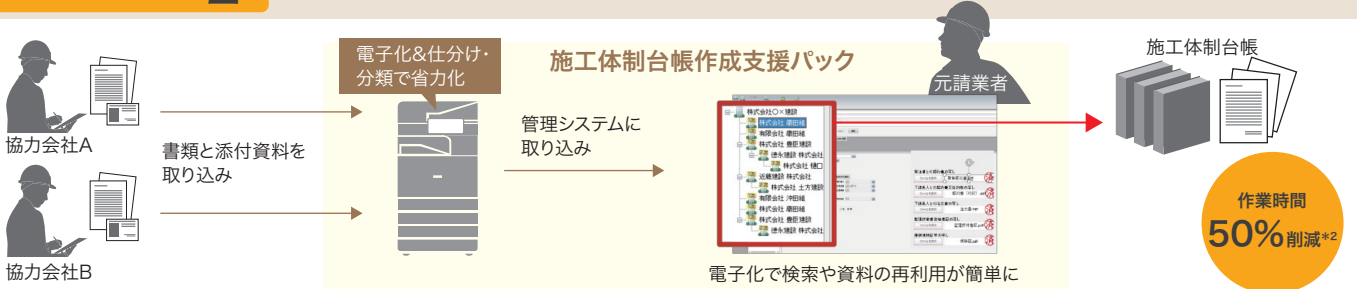 電子化&仕分け・
分類で省力化
施工体制台帳作成支援パック
元請業者
施工体制台帳
協力会社A
書類と添付資料を
取り込み
管理システムに
取り込み
株式会社○×建設
株式会社 磨田組
有限会社 磨田組
株式会社 豊臣建設
徳永建設 株式会社
株式会社 樋口
近藤建設 株式会社
株式会社 土方建設
有限会社 沖田組
株式会社 磨田組
株式会社 豊臣建設
徳永建設 株式会社
協力会社B
電子化で検索や資料の再利用が簡単に
作業時間
50%削減*2